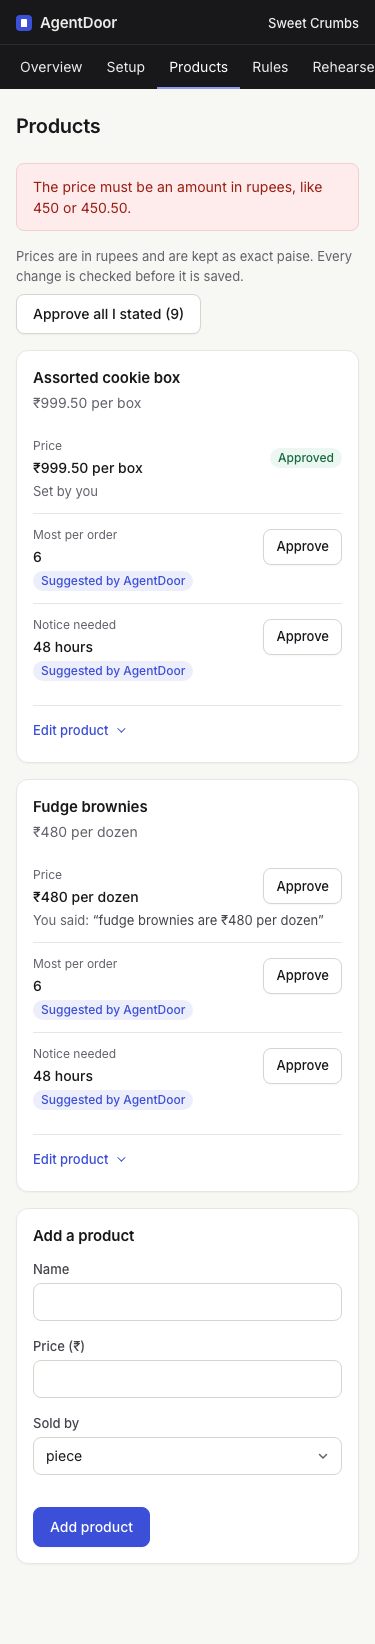 AgentDoor
Sweet Crumbs
Overview Setup Products Rules Rehearse
Products
The price must be an amount in rupees, like
450 or 450.50.
Prices are in rupees and are kept as exact paise. Every
change is checked before it is saved.
Approve all I stated (9)
Assorted cookie box
₹999.50 per box
Price
₹999.50 per box
Approved
Set by you
Most per order
6
Approve
Suggested by AgentDoor
Notice needed
48 hours
Approve
Suggested by AgentDoor
Edit product
Fudge brownies
₹480 per dozen
Price
₹480 per dozen
Approve
You said: “fudge brownies are ₹480 per dozen”
Most per order
6
Approve
Suggested by AgentDoor
Notice needed
48 hours
Approve
Suggested by AgentDoor
Edit product
Add a product
Name
Price (₹)
Sold by
piece
Add product